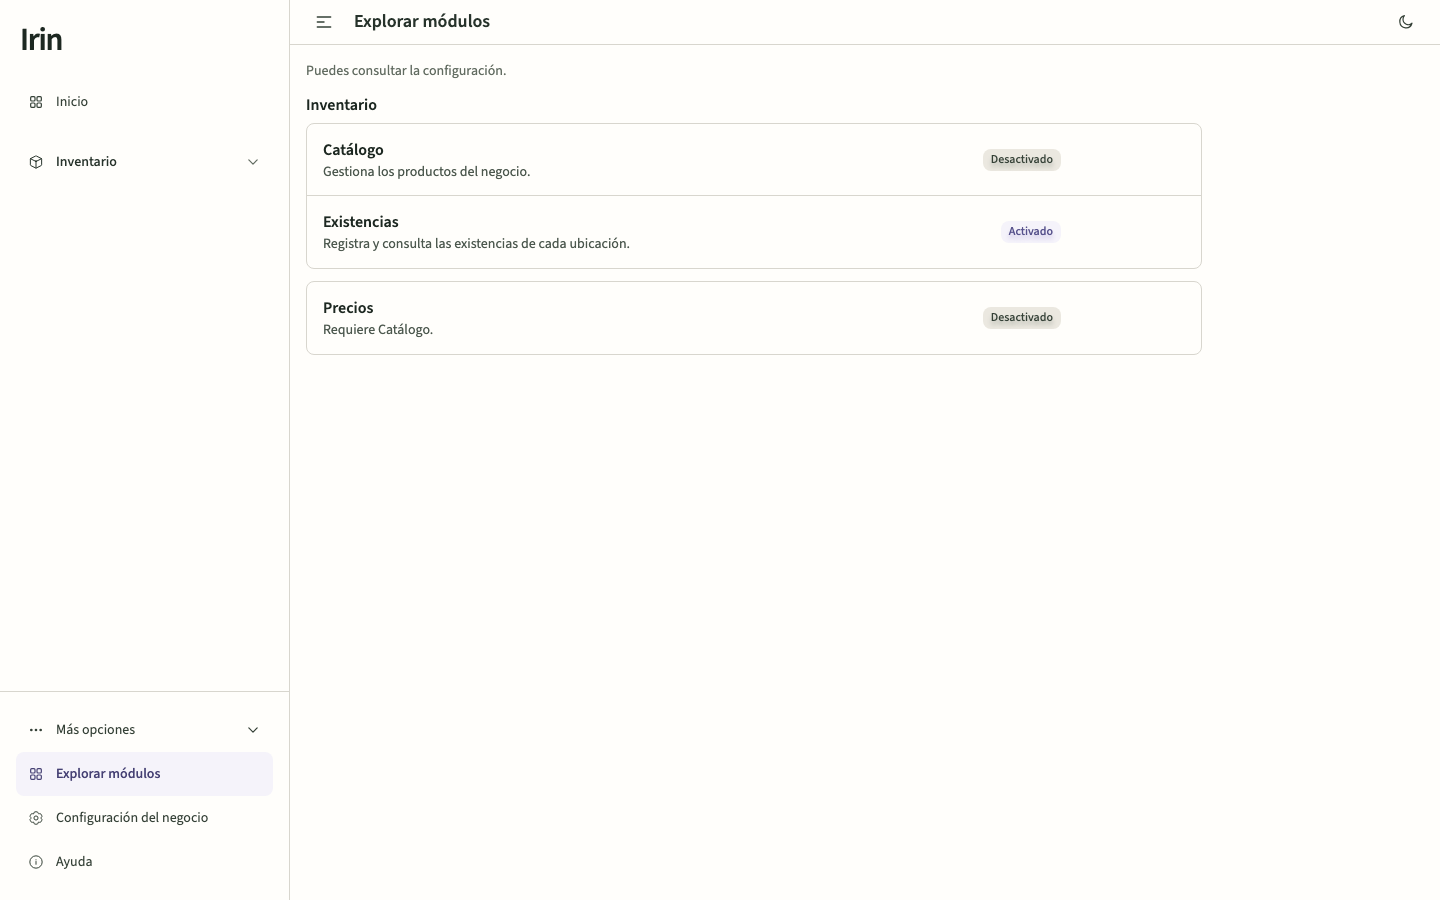 Irin
Inicio
Inventario
Más opciones
Explorar módulos
Configuración del negocio
Ayuda
Explorar módulos
Puedes consultar la configuración.
Inventario
Catálogo
Gestiona los productos del negocio.
Desactivado
Existencias
Registra y consulta las existencias de cada ubicación.
Activado
Precios
Requiere Catálogo.
Desactivado